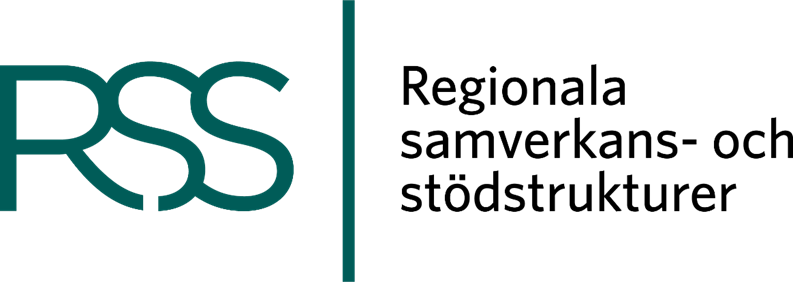 RSS
Regionala
samverkans- och
stödstrukturer